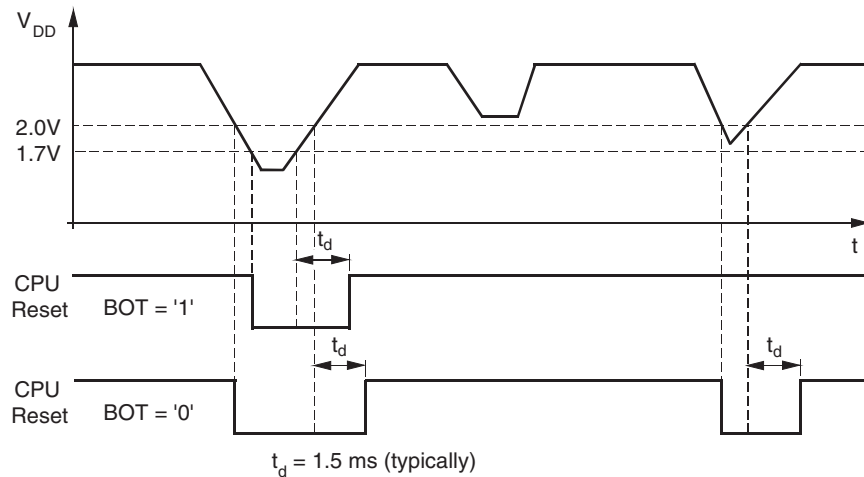 V_DD
2.0V
1.7V
t
t_d
CPU
Reset
BOT = '1'
t_d
t_d
CPU
Reset
BOT = '0'
t_d = 1.5 ms (typically)